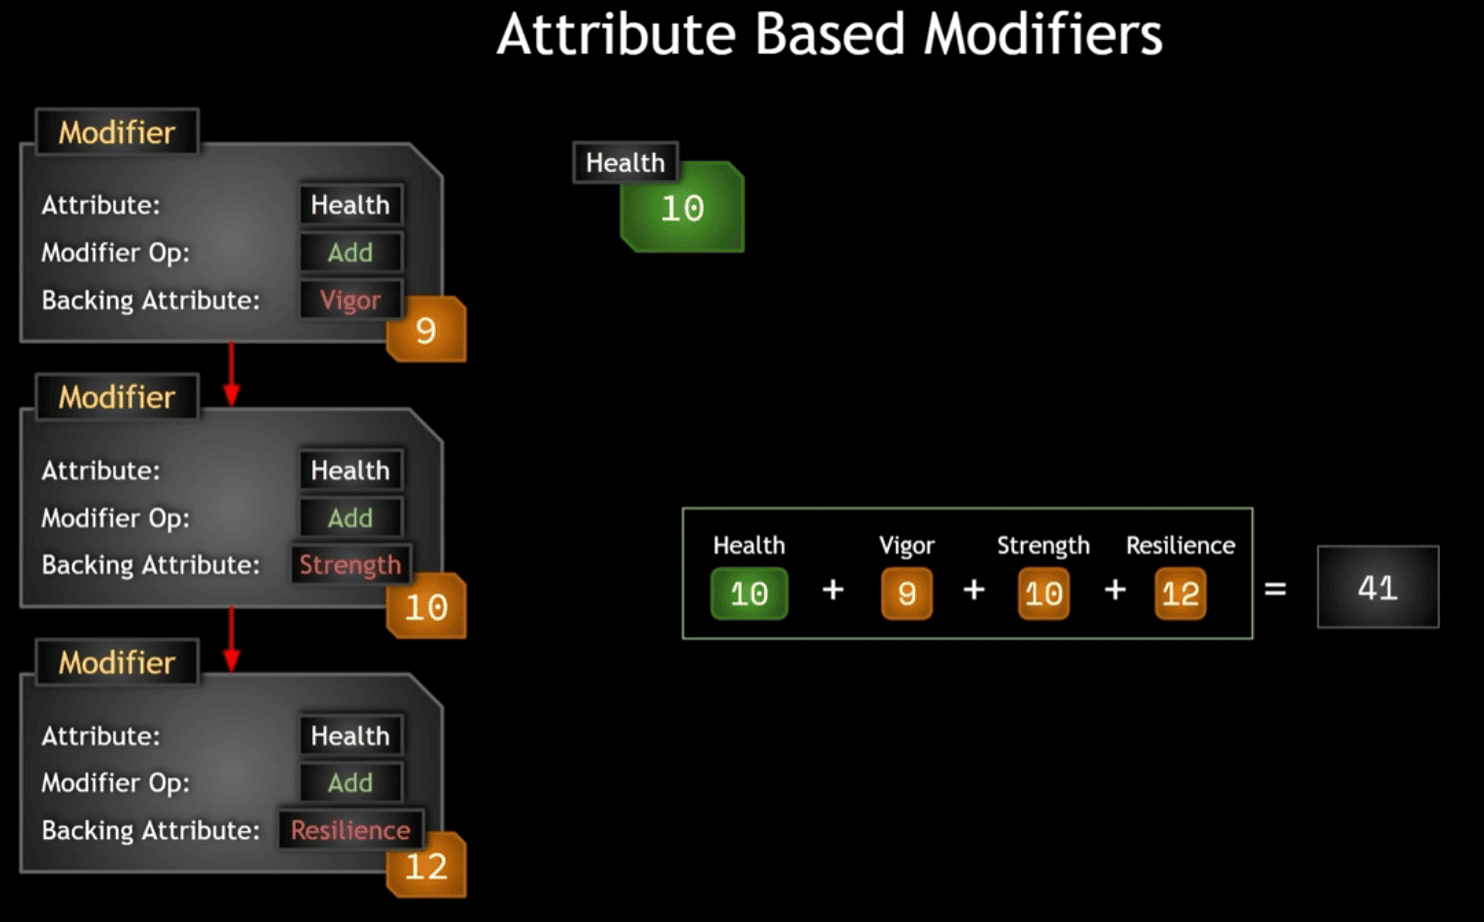 Attribute Based Modifiers
Modifier
Attribute: Health
Modifier Op: Add
Backing Attribute: Vigor
9
Modifier
Attribute: Health
Modifier Op: Add
Backing Attribute: Strength
10
Modifier
Attribute: Health
Modifier Op: Add
Backing Attribute: Resilience
12
Health
10
Health Vigor Strength Resilience
10 + 9 + 10 + 12 = 41